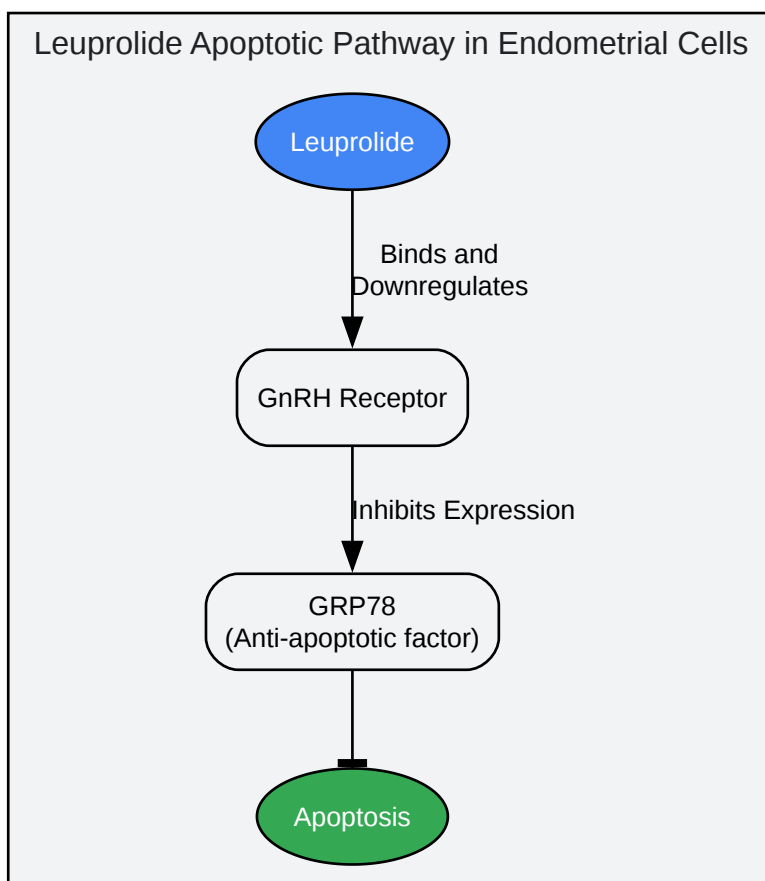 Leuprolide Apoptotic Pathway in Endometrial Cells
Leuprolide
Binds and
Downregulates
GnRH Receptor
Inhibits Expression
GRP78
(Anti-apoptotic factor)
Apoptosis